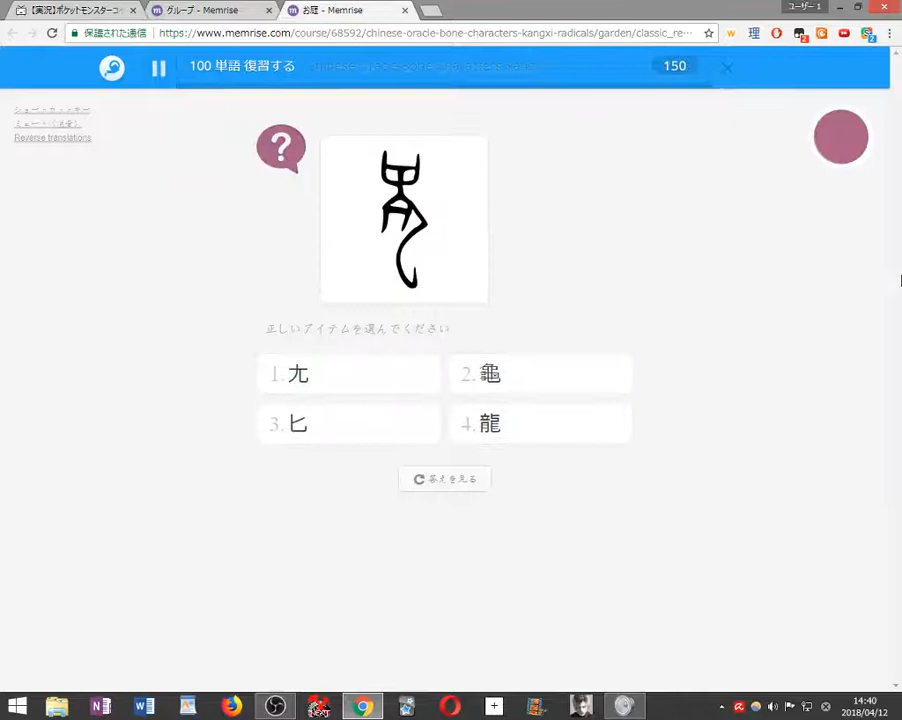 【実況】ポケットモンスターコイ
グループ - Memrise
お庭 - Memrise
ユーザー 1
保護された通信
https://www.memrise.com/course/68592/chinese-oracle-bone-characters-kangxi-radicals/garden/classic_re...
100 単語 復習する
150
Reverse translations
?
正しいアイテムを選んでください
1. 尢
2. 龜
3. 匕
4. 龍
答えを見る
14:40
2018/04/12